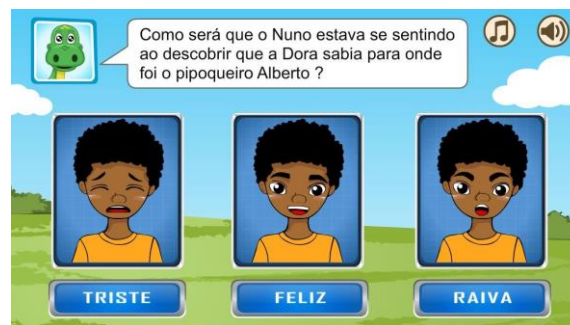 Como será que o Nuno estava se sentindo
ao descobrir que a Dora sabia para onde
foi o pipoqueiro Alberto ?
TRISTE
FELIZ
RAIVA